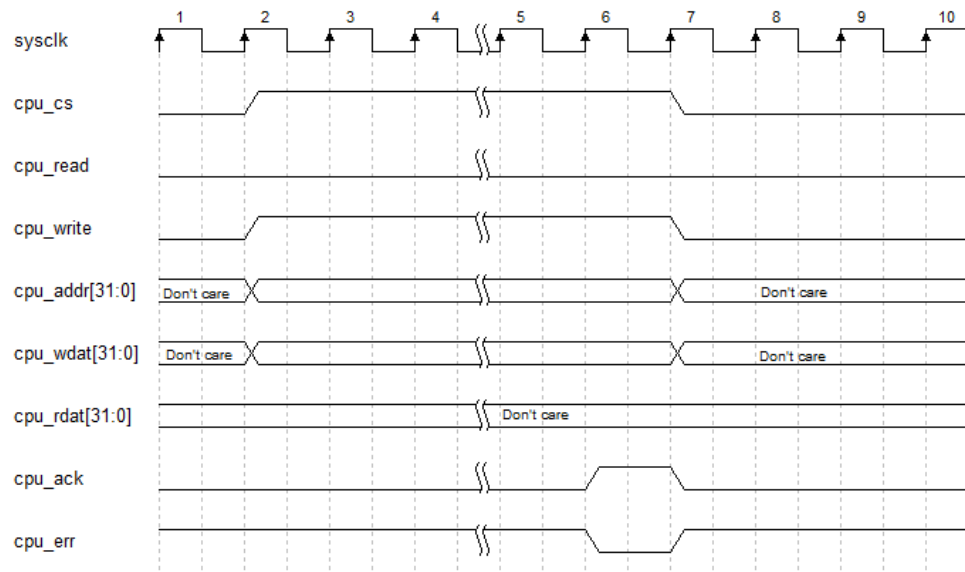 1 2 3 4 5 6 7 8 9 10
sysclk
cpu_cs
cpu_read
cpu_write
cpu_addr[31:0] Don't care Don't care
cpu_wdat[31:0] Don't care Don't care
cpu_rdat[31:0] Don't care
cpu_ack
cpu_err